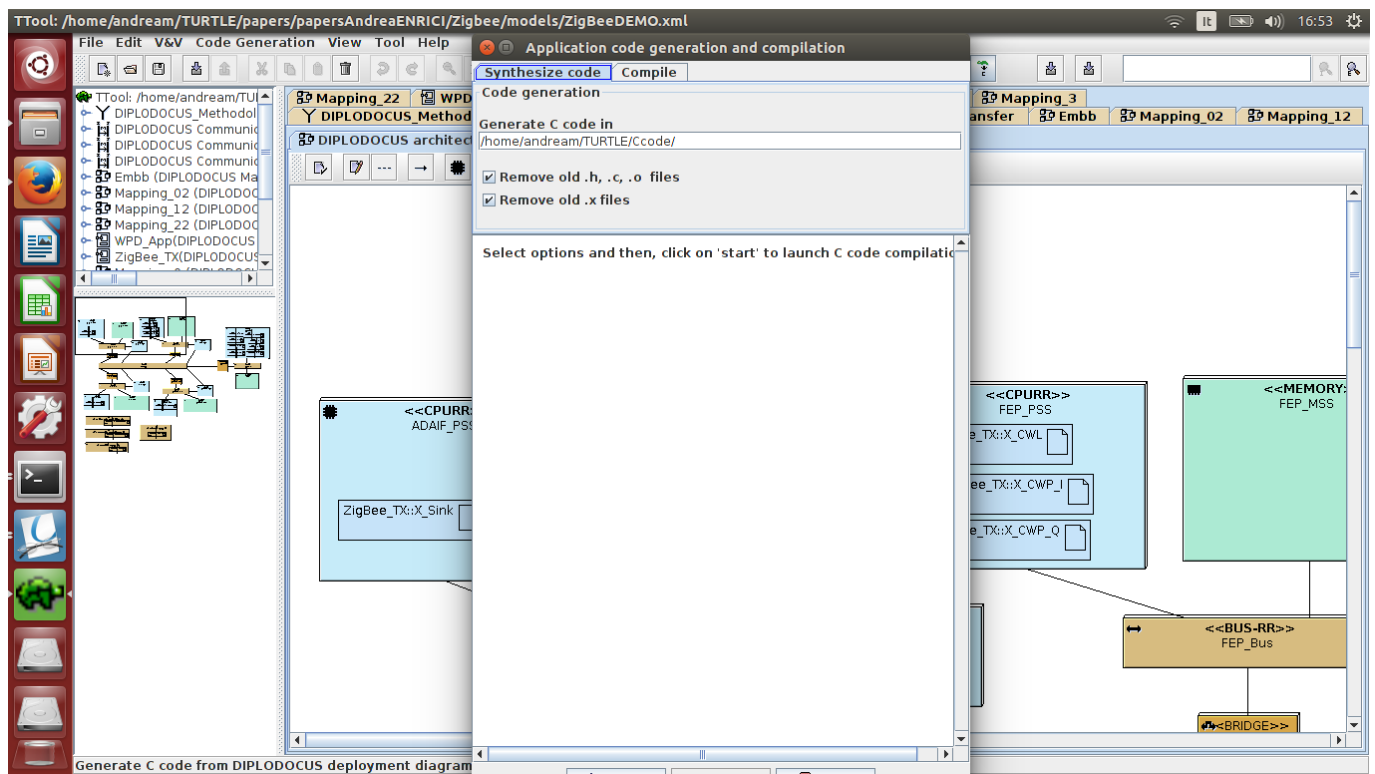 TTool: /home/andream/TURTLE/papers/papersAndreaENRICI/Zigbee/models/ZigBeeDEMO.xml
It
16:53
File Edit V&V Code Generation View Tool Help
Application code generation and compilation
Synthesize code Compile
Code generation
Generate C code in
/home/andream/TURTLE/Ccode/
Remove old .h, .c, .o files
Remove old .x files
Select options and then, click on 'start' to launch C code compilatio
TTool: /home/andream/TU
DIPLODOCUS_Methodol
DIPLODOCUS Communic
DIPLODOCUS Communic
DIPLODOCUS Communic
Embb (DIPLODOCUS Ma
Mapping_02 (DIPLODOC
Mapping_12 (DIPLODOC
Mapping_22 (DIPLODOC
WPD_App(DIPLODOCUS
ZigBee_TX(DIPLODOCUS
Mapping_22 WPD Mapping_3
DIPLODOCUS_Method ansfer Embb Mapping_02 Mapping_12
DIPLODOCUS architec
<<CPURR
ADAIF_PS
ZigBee_TX::X_Sink
<<CPURR>>
FEP_PSS
e_TX::X_CWL
ee_TX::X_CWP_I
e_TX::X_CWP_Q
<<MEMORY
FEP_MSS
<<BUS-RR>>
FEP_Bus
<BRIDGE>>
Generate C code from DIPLODOCUS deployment diagram